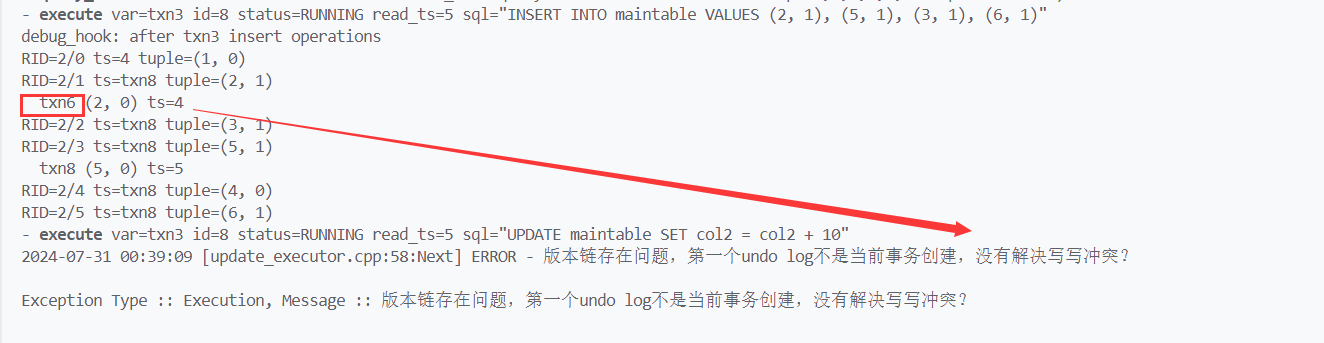 - execute var=txn3 id=8 status=RUNNING read_ts=5 sql="INSERT INTO maintable VALUES (2, 1), (5, 1), (3, 1), (6, 1)"
debug_hook: after txn3 insert operations
RID=2/0 ts=4 tuple=(1, 0)
RID=2/1 ts=txn8 tuple=(2, 1)
txn6 (2, 0) ts=4
RID=2/2 ts=txn8 tuple=(3, 1)
RID=2/3 ts=txn8 tuple=(5, 1)
txn8 (5, 0) ts=5
RID=2/4 ts=txn8 tuple=(4, 0)
RID=2/5 ts=txn8 tuple=(6, 1)
- execute var=txn3 id=8 status=RUNNING read_ts=5 sql="UPDATE maintable SET col2 = col2 + 10"
2024-07-31 00:39:09 [update_executor.cpp:58:Next] ERROR - 版本链存在问题，第一个undo log不是当前事务创建，没有解决写写冲突？
Exception Type :: Execution, Message :: 版本链存在问题，第一个undo log不是当前事务创建，没有解决写写冲突？